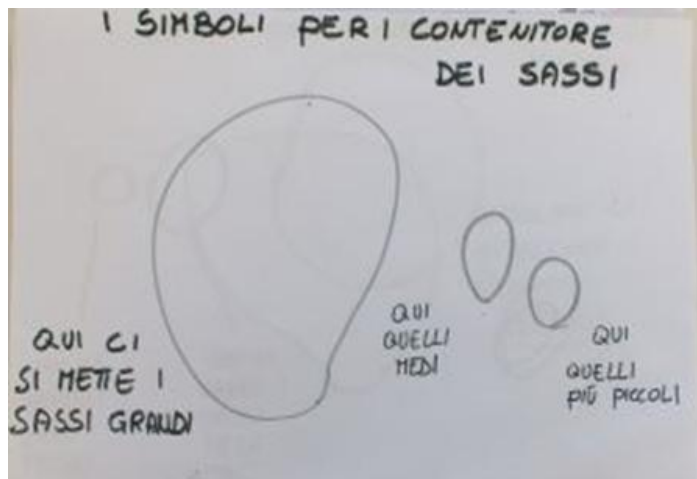 I SIMBOLI PER I CONTENITORE
DEI SASSI
QUI CI
SI METTE I
SASSI GRANDI
QUI
QUELLI
MEDI
QUI
QUELLI
PIÙ PICCOLI